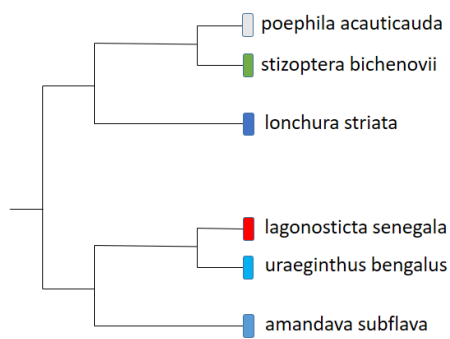 poephila acauticauda
stizoptera bichenovii
lonchura striata
lagonosticta senegala
uraeginthus bengalus
amandava subflava